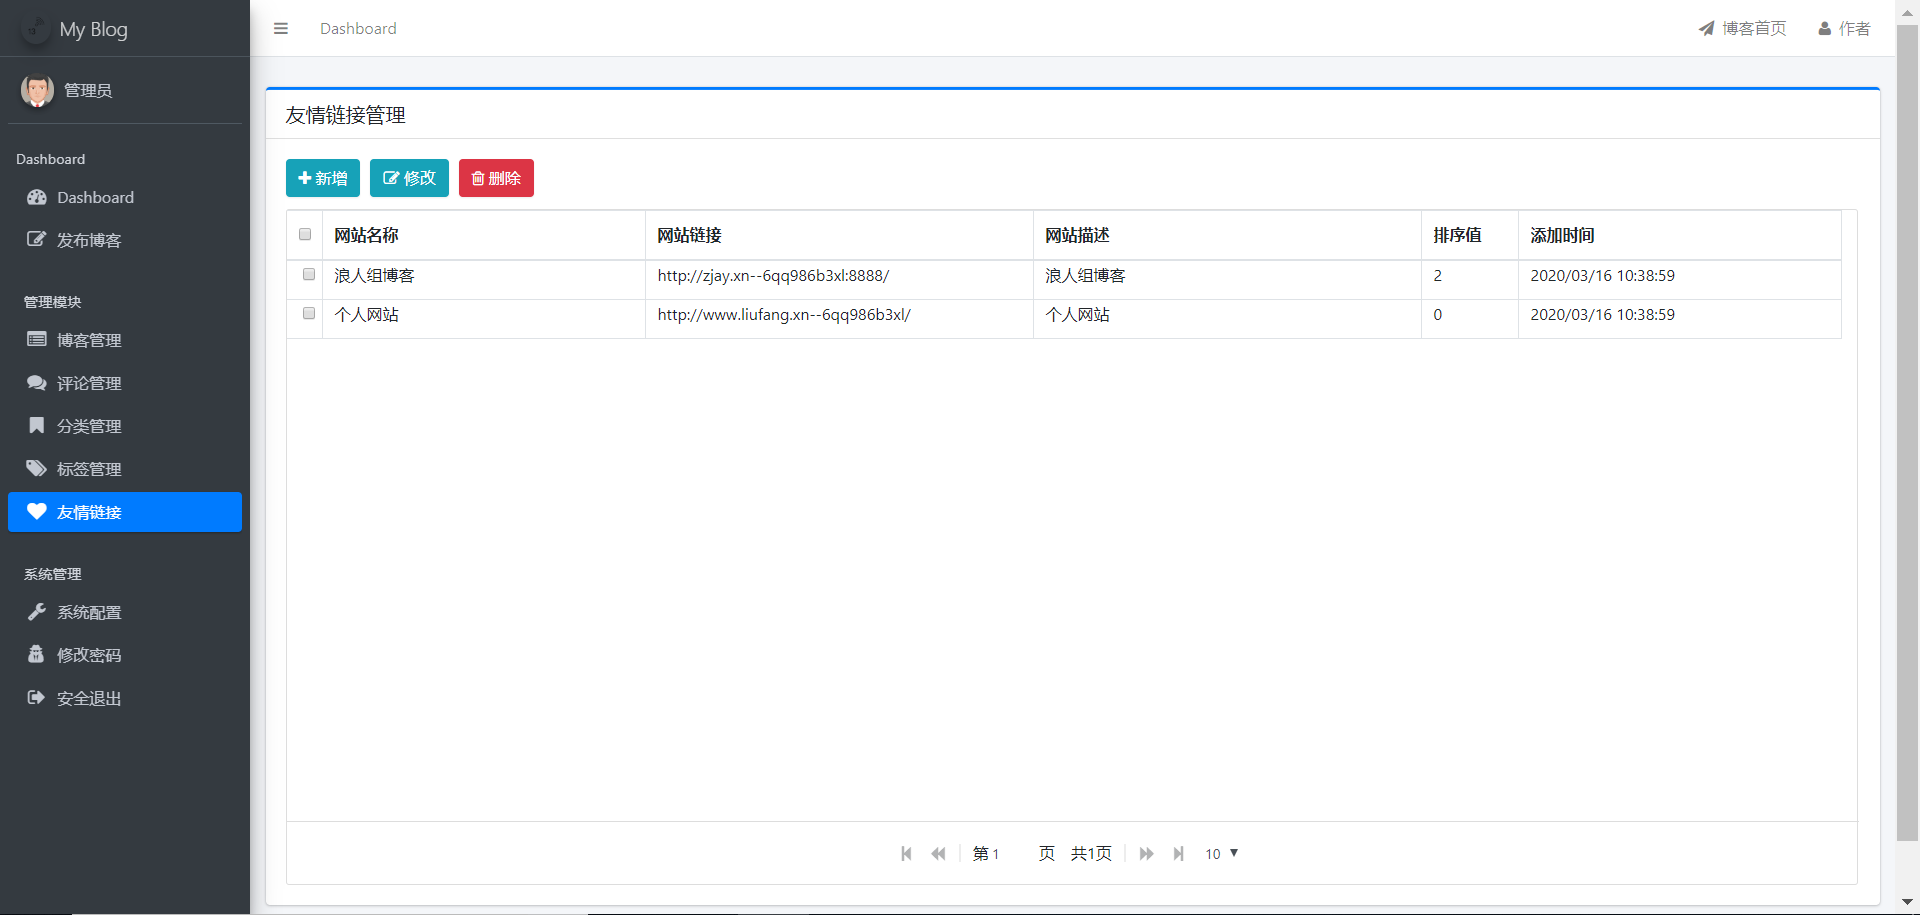 My Blog
Dashboard
博客首页
作者
管理员
Dashboard
Dashboard
发布博客
管理模块
博客管理
评论管理
分类管理
标签管理
友情链接
系统管理
系统配置
修改密码
安全退出
友情链接管理
新增 修改 删除
网站名称 网站链接 网站描述 排序值 添加时间
浪人组博客 http://zjay.xn--6qq986b3xl:8888/ 浪人组博客 2 2020/03/16 10:38:59
个人网站 http://www.liufang.xn--6qq986b3xl/ 个人网站 0 2020/03/16 10:38:59
第 1 页 共1页 10